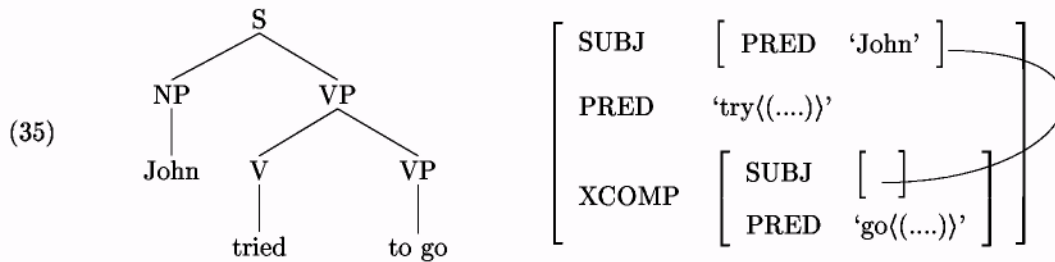 S
SUBJ [ PRED ‘John’ ]
NP VP
PRED ‘try⟨(....)⟩’
(35)
John V VP
SUBJ [ ]
XCOMP
PRED ‘go⟨(....)⟩’
tried to go